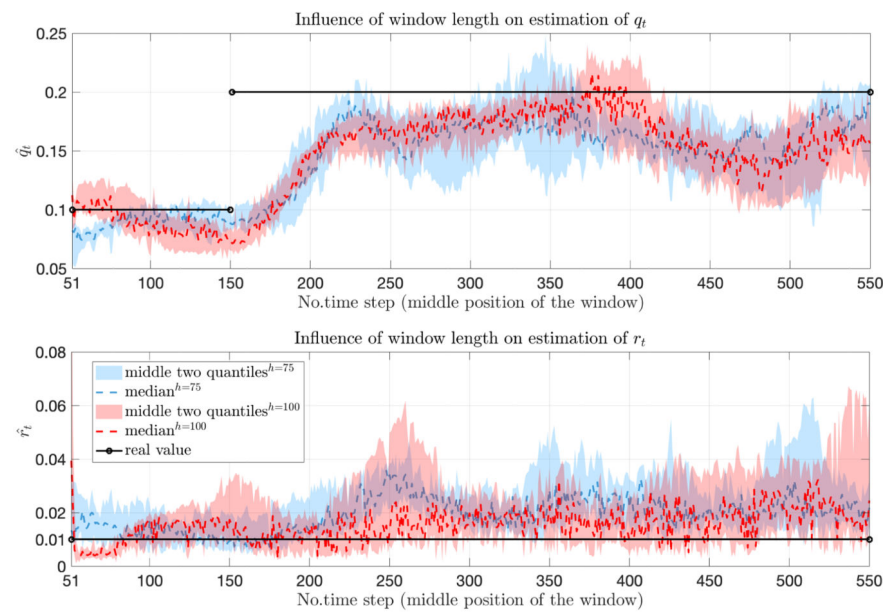 Influence of window length on estimation of q_t
0.25
0.2
0.15
0.1
0.05
q̂_t
51 100 150 200 250 300 350 400 450 500 550
No.time step (middle position of the window)
Influence of window length on estimation of r_t
0.08
0.06
0.04
0.02
0.01
0
r̂_t
middle two quantiles^{h=75}
median^{h=75}
middle two quantiles^{h=100}
median^{h=100}
real value
51 100 150 200 250 300 350 400 450 500 550
No.time step (middle position of the window)